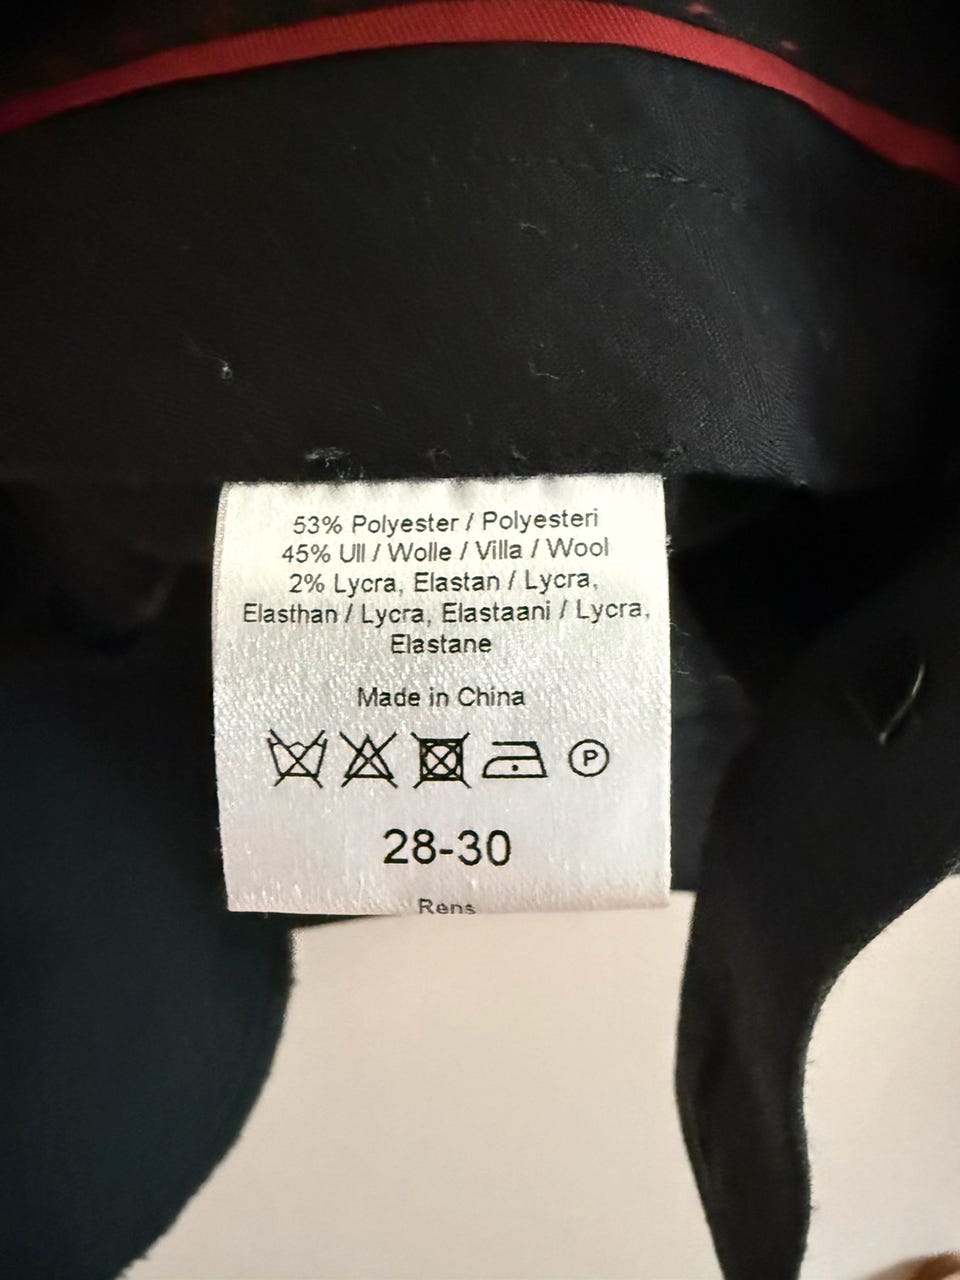 53% Polyester / Polyesteri
45% Ull / Wolle / Villa / Wool
2% Lycra, Elastan / Lycra,
Elasthan / Lycra, Elastaani / Lycra,
Elastane
Made in China
P
28-30
Rens